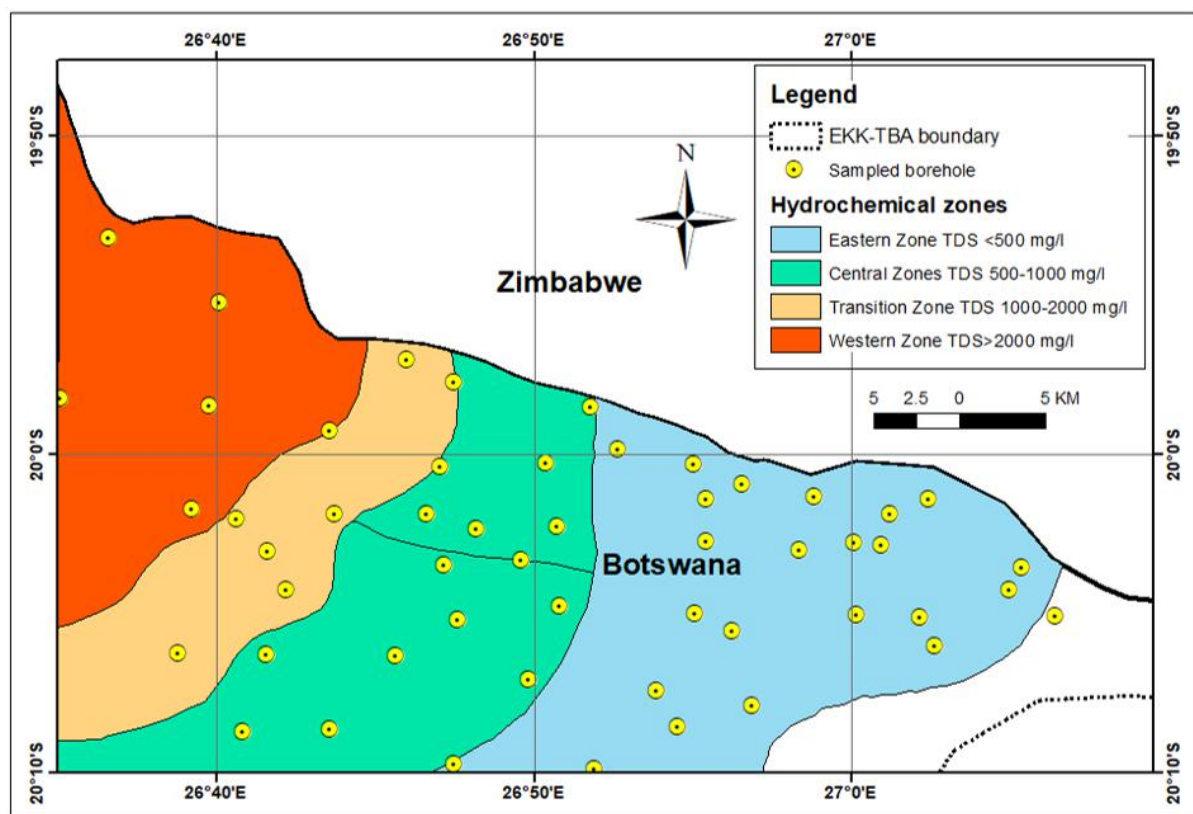 26°40'E 26°50'E 27°0'E
19°50'S 19°50'S
Legend
EKK-TBA boundary
Sampled borehole
Hydrochemical zones
Eastern Zone TDS <500 mg/l
Central Zones TDS 500-1000 mg/l
Transition Zone TDS 1000-2000 mg/l
Western Zone TDS>2000 mg/l
N
Zimbabwe
5 2.5 0 5 KM
20°0'S 20°0'S
Botswana
20°10'S 20°10'S
26°40'E 26°50'E 27°0'E